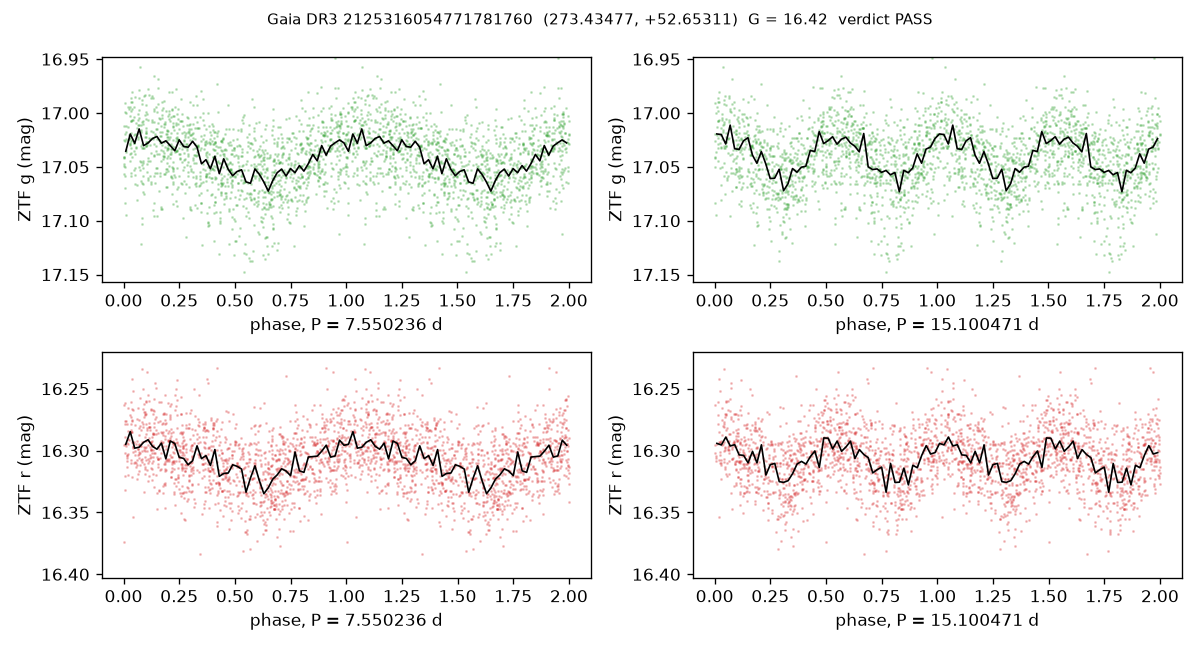 Gaia DR3 2125316054771781760  (273.43477, +52.65311)  G = 16.42  verdict PASS
16.95
17.00
17.05
17.10
17.15
ZTF g (mag)
0.00 0.25 0.50 0.75 1.00 1.25 1.50 1.75 2.00
phase, P = 7.550236 d
16.95
17.00
17.05
17.10
17.15
ZTF g (mag)
0.00 0.25 0.50 0.75 1.00 1.25 1.50 1.75 2.00
phase, P = 15.100471 d
16.25
16.30
16.35
16.40
ZTF r (mag)
0.00 0.25 0.50 0.75 1.00 1.25 1.50 1.75 2.00
phase, P = 7.550236 d
16.25
16.30
16.35
16.40
ZTF r (mag)
0.00 0.25 0.50 0.75 1.00 1.25 1.50 1.75 2.00
phase, P = 15.100471 d